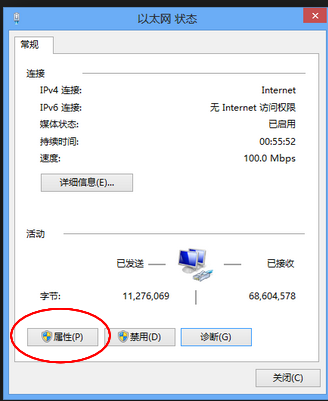 以太网 状态
常规
连接
IPv4 连接: Internet
IPv6 连接: 无 Internet 访问权限
媒体状态: 已启用
持续时间: 00:55:52
速度: 100.0 Mbps
详细信息(E)...
活动
已发送 已接收
字节: 11,276,069 68,604,578
属性(P) 禁用(D) 诊断(G)
关闭(C)